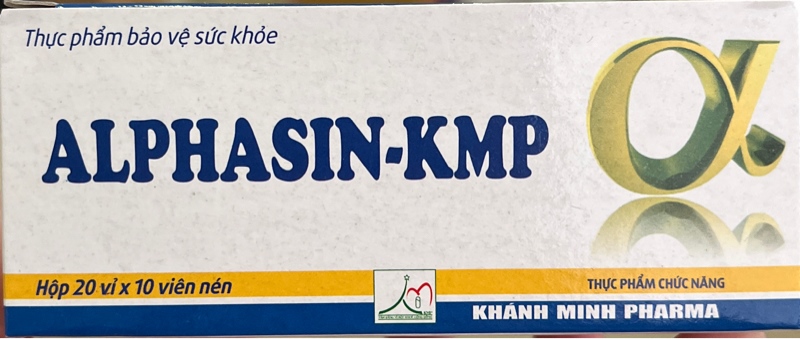 Thực phẩm bảo vệ sức khỏe
ALPHASIN-KMP
Hộp 20 vỉ x 10 viên nén
THỰC PHẨM CHỨC NĂNG
KHÁNH MINH PHARMA